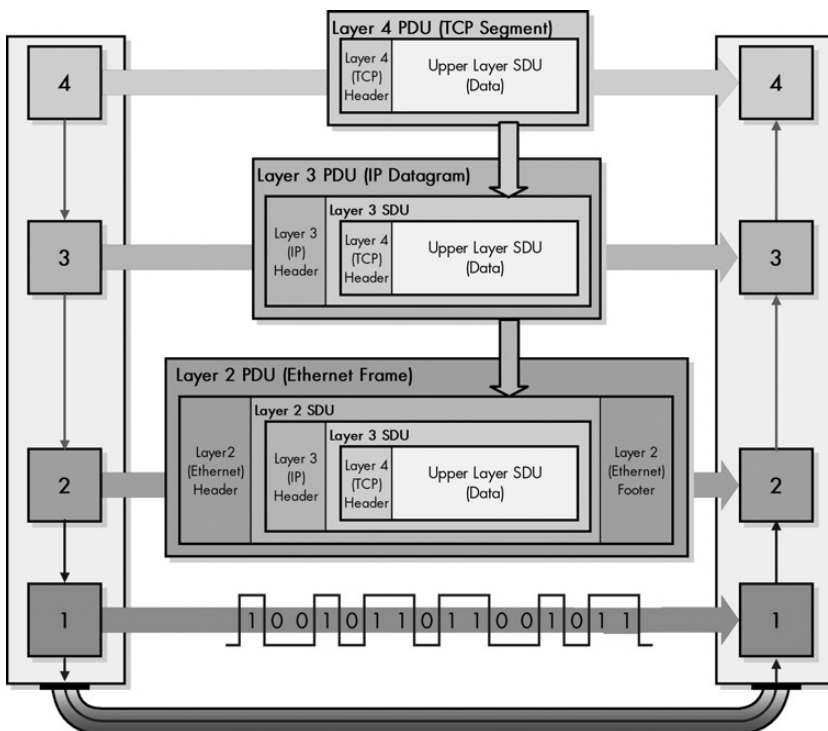 Layer 4 PDU (TCP Segment)
Layer 4
(TCP)
Header
Upper Layer SDU
(Data)
4
4
Layer 3 PDU (IP Datagram)
Layer 3 SDU
Layer 3
(IP)
Header
Layer 4
(TCP)
Header
Upper Layer SDU
(Data)
3
3
Layer 2 PDU (Ethernet Frame)
Layer 2 SDU
Layer2
(Ethernet)
Header
Layer 3 SDU
Layer 3
(IP)
Header
Layer 4
(TCP)
Header
Upper Layer SDU
(Data)
Layer 2
(Ethernet)
Footer
2
2
1
1 0 0 1 0 1 1 0 1 1 0 0 1 0 1 1
1